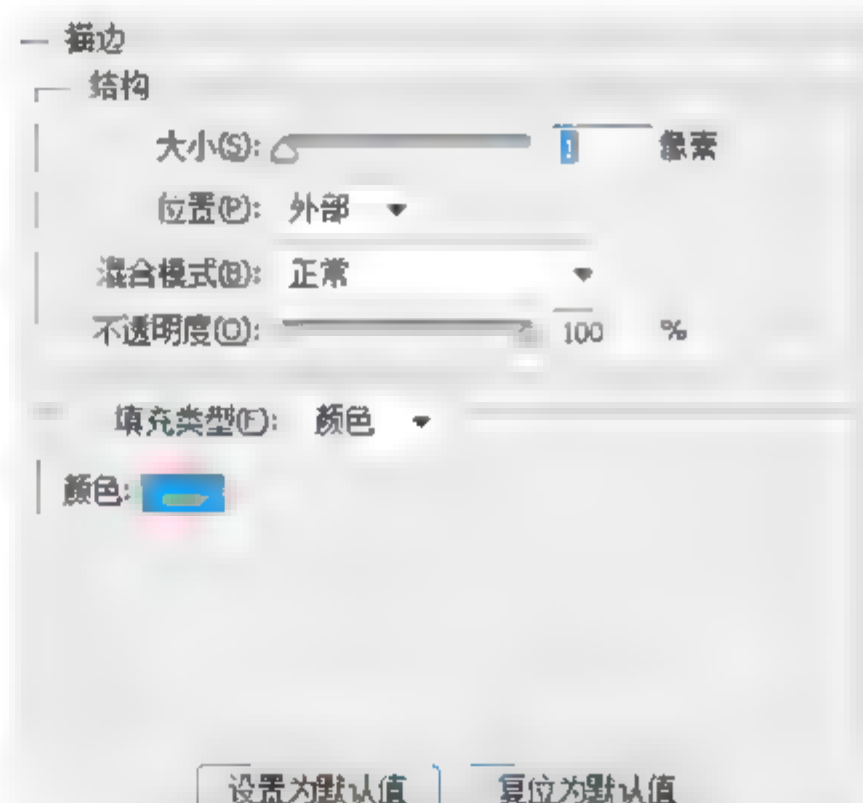 描边
结构
大小(S): 1 像素
位置(P): 外部
混合模式(B): 正常
不透明度(O): 100 %
填充类型(F): 颜色
颜色:
设置为默认值 复位为默认值